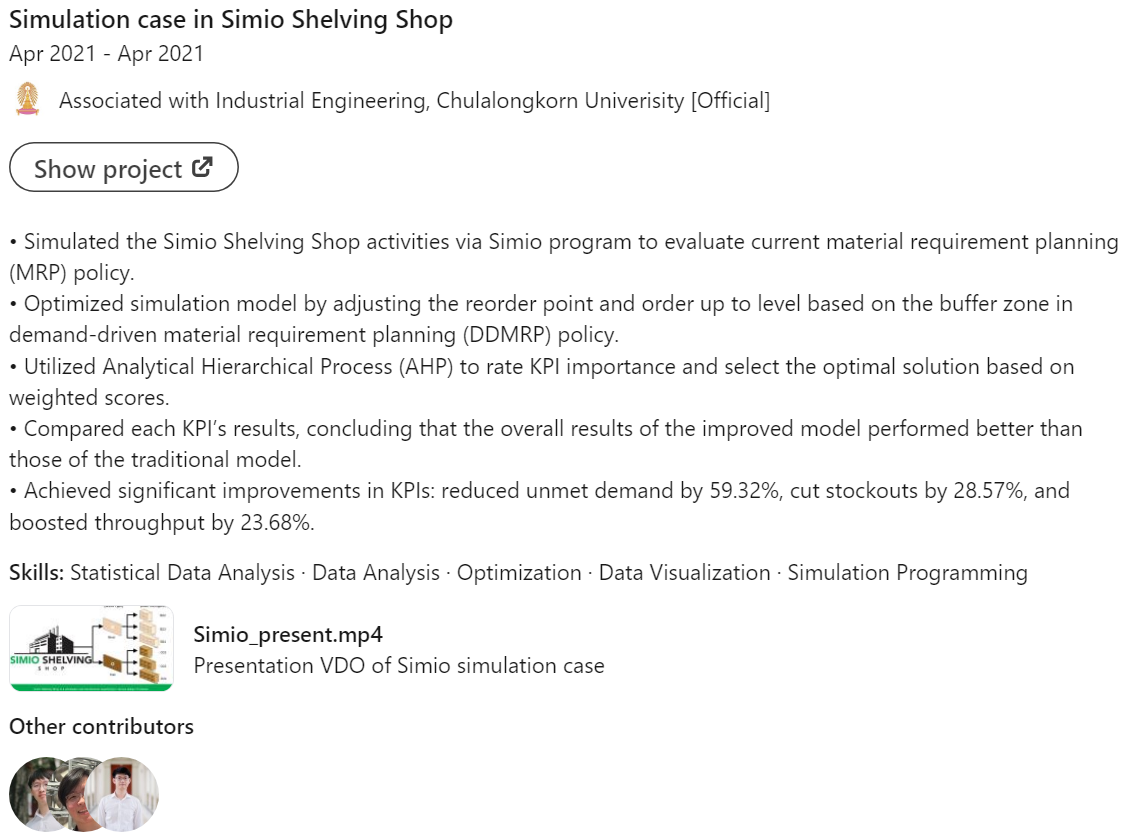 Simulation case in Simio Shelving Shop
Apr 2021 - Apr 2021
Associated with Industrial Engineering, Chulalongkorn Univerisity [Official]
Show project
• Simulated the Simio Shelving Shop activities via Simio program to evaluate current material requirement planning
(MRP) policy.
• Optimized simulation model by adjusting the reorder point and order up to level based on the buffer zone in
demand-driven material requirement planning (DDMRP) policy.
• Utilized Analytical Hierarchical Process (AHP) to rate KPI importance and select the optimal solution based on
weighted scores.
• Compared each KPI’s results, concluding that the overall results of the improved model performed better than
those of the traditional model.
• Achieved significant improvements in KPIs: reduced unmet demand by 59.32%, cut stockouts by 28.57%, and
boosted throughput by 23.68%.
Skills: Statistical Data Analysis · Data Analysis · Optimization · Data Visualization · Simulation Programming
SIMIO SHELVING
SHOP
Simio_present.mp4
Presentation VDO of Simio simulation case
Other contributors